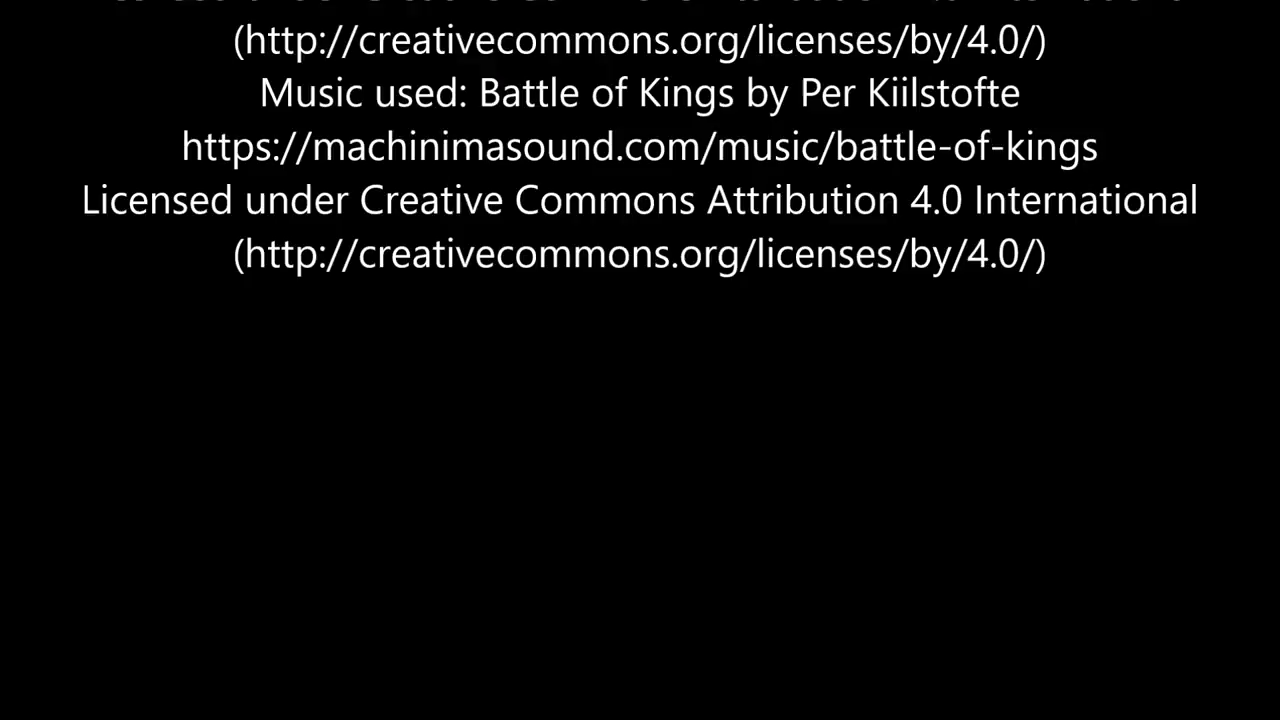 (http://creativecommons.org/licenses/by/4.0/)
Music used: Battle of Kings by Per Kiilstofte
https://machinimasound.com/music/battle-of-kings
Licensed under Creative Commons Attribution 4.0 International
(http://creativecommons.org/licenses/by/4.0/)